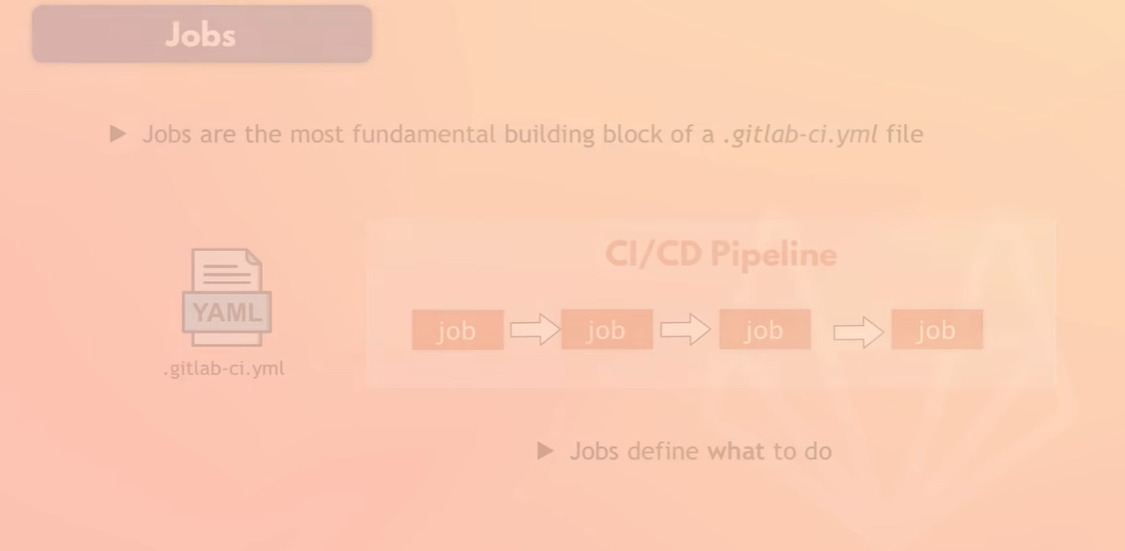 Jobs
Jobs are the most fundamental building block of a .gitlab-ci.yml file
CI/CD Pipeline
YAML
job
job
job
job
.gitlab-ci.yml
Jobs define what to do